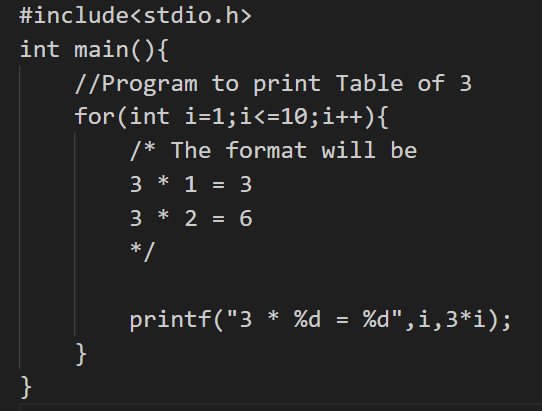 #include<stdio.h>
int main(){
    //Program to print Table of 3
    for(int i=1;i<=10;i++){
        /* The format will be
        3 * 1 = 3
        3 * 2 = 6
        */

        printf("3 * %d = %d",i,3*i);
    }
}